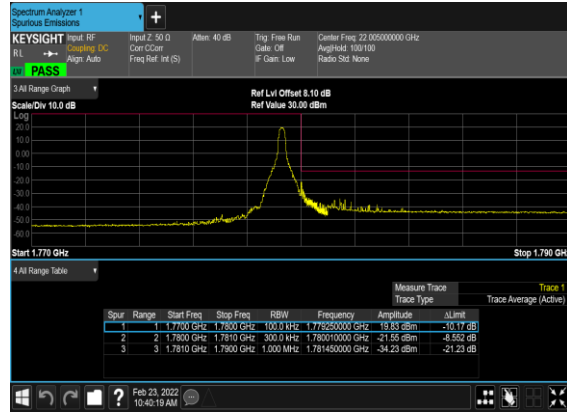 Spectrum Analyzer 1
Spurious Emissions
KEYSIGHT Input: RF Input Z: 50 Ω Atten: 40 dB Trig: Free Run Center Freq: 22.005000000 GHz
RL Coupling: DC Corr CCorr Gate: Off Avg|Hold: 100/100
Align: Auto Freq Ref: Int (S) IF Gain: Low Radio Std: None
PASS
3 All Range Graph
Ref Lvl Offset 8.10 dB
Scale/Div 10.0 dB Ref Value 30.00 dBm
Log
20.0
10.0
0.00
-10.0
-20.0
-30.0
-40.0
-50.0
-60.0
Start 1.770 GHz Stop 1.790 GHz
4 All Range Table
Measure Trace Trace 1
Trace Type Trace Average (Active)
Spur Range Start Freq Stop Freq RBW Frequency Amplitude ΔLimit
1 1 1.7700 GHz 1.7800 GHz 100.0 kHz 1.779250000 GHz 19.83 dBm -10.17 dB
2 2 1.7800 GHz 1.7810 GHz 300.0 kHz 1.780010000 GHz -21.55 dBm -8.552 dB
3 3 1.7810 GHz 1.7900 GHz 1.000 MHz 1.781450000 GHz -34.23 dBm -21.23 dB
? Feb 23, 2022
10:40:19 AM